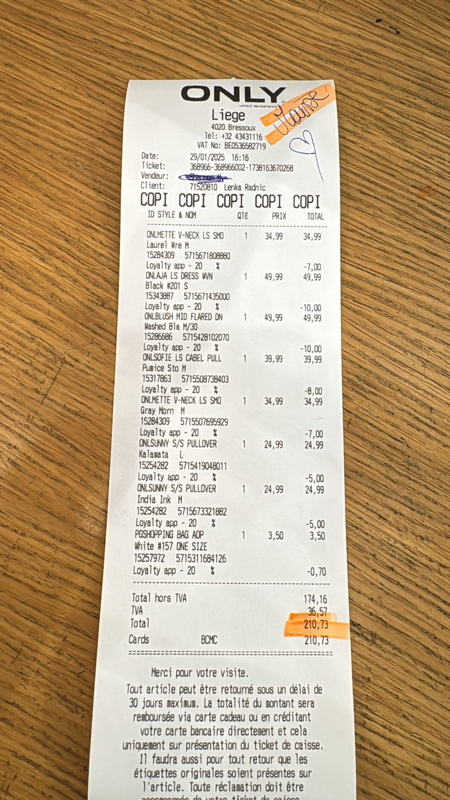 ONLY
Liege
4020 Bressoux
Tel: +32 43431116
VAT No: BE0536582719
Date: 29/01/2025 16:16
Ticket: 368966-368966002-1738163670268
Vendeur:
Client: 71520810 Lenka Radnic
COPI COPI COPI COPI COPI
ID STYLE & NOM QTÉ PRIX TOTAL
ONLMETTE V-NECK LS SMO 1 34,99 34,99
Laurel Wre M
15284309 5715671808880
Loyalty app - 20 % -7,00
ONLAJA LS DRESS WVN 1 49,99 49,99
Black #201 S
15343887 5715671435000
Loyalty app - 20 % -10,00
ONLBLUSH MID FLARED DN 1 49,99 49,99
Washed Bla M/30
15286686 5715428102070
Loyalty app - 20 % -10,00
ONLSOFIE LS CABEL PULL 1 39,99 39,99
Pumice Sto M
15317863 5715508738403
Loyalty app - 20 % -8,00
ONLMETTE V-NECK LS SMO 1 34,99 34,99
Gray Morn M
15284309 5715507695929
Loyalty app - 20 % -7,00
ONLSUNNY S/S PULLOVER 1 24,99 24,99
Kalamata L
15254282 5715419048011
Loyalty app - 20 % -5,00
ONLSUNNY S/S PULLOVER 1 24,99 24,99
India Ink M
15254282 5715673321882
Loyalty app - 20 % -5,00
PGSHOPPING BAG AOP 1 3,50 3,50
White #157 ONE SIZE
15257972 5715311684126
Loyalty app - 20 % -0,70
Total hors TVA 174,16
TVA 36,57
Total 210,73
Cards BCMC 210,73
Merci pour votre visite.
Tout article peut être retourné sous un délai de
30 jours maximum. La totalité du montant sera
remboursée via carte cadeau ou en créditant
votre carte bancaire directement et cela
uniquement sur présentation du ticket de caisse.
Il faudra aussi pour tout retour que les
étiquettes originales soient présentes sur
l'article. Toute réclamation doit être
accompagnée de votre ticket de caisse